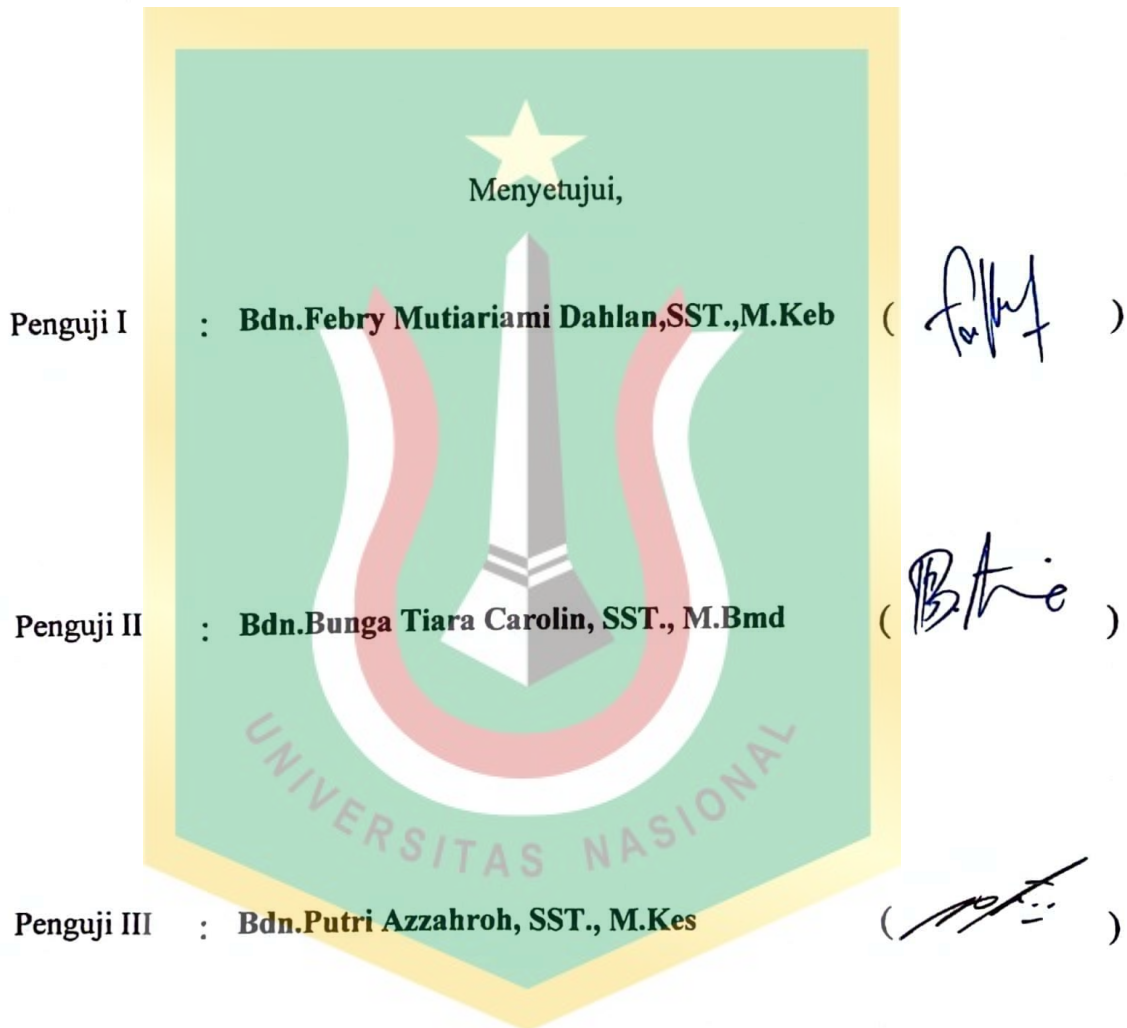 Menyetujui,
Penguji I : Bdn.Febry Mutiariami Dahlan,SST.,M.Keb ( )
Penguji II : Bdn.Bunga Tiara Carolin, SST., M.Bmd ( )
UNIVERSITAS NASIONAL
Penguji III : Bdn.Putri Azzahroh, SST., M.Kes ( )